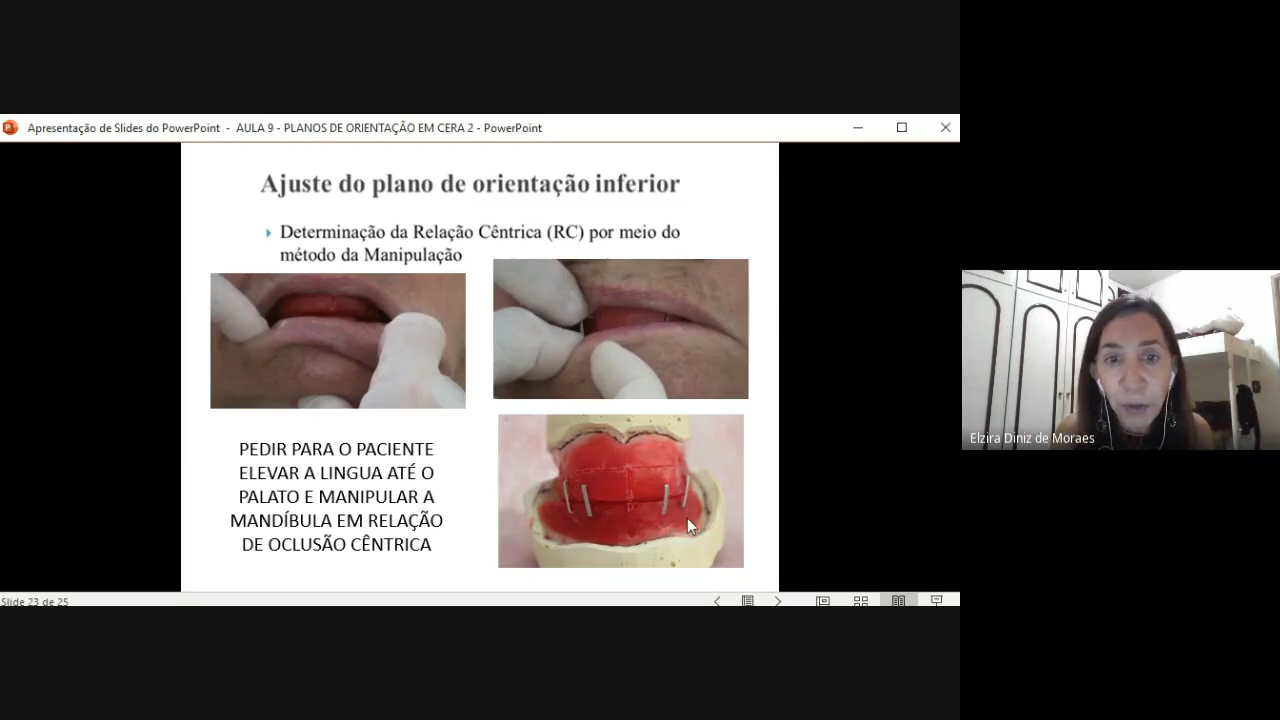 Apresentação de Slides do PowerPoint - AULA 9 - PLANOS DE ORIENTAÇÃO EM CERA 2 - PowerPoint
Ajuste do plano de orientação inferior
Determinação da Relação Cêntrica (RC) por meio do
método da Manipulação
PEDIR PARA O PACIENTE
ELEVAR A LINGUA ATÉ O
PALATO E MANIPULAR A
MANDÍBULA EM RELAÇÃO
DE OCLUSÃO CÊNTRICA
Elzira Diniz de Moraes
Slide 23 de 25